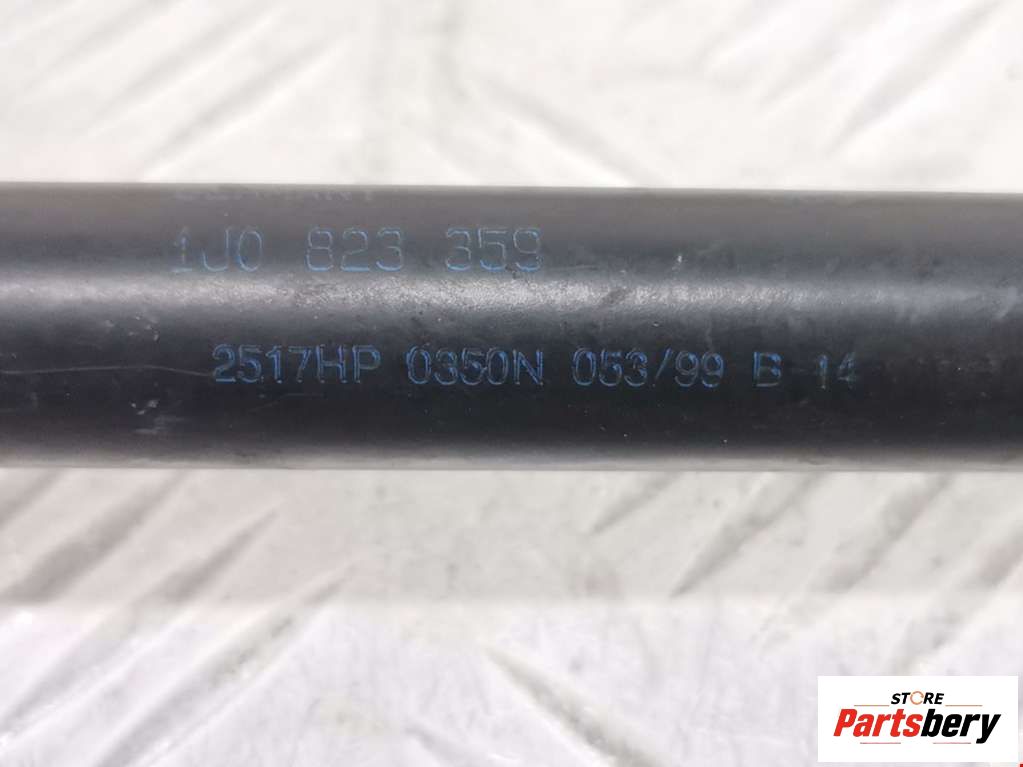 1J0 823 359
2517HP 0350N 053/99 B 14
STORE
Partsbery